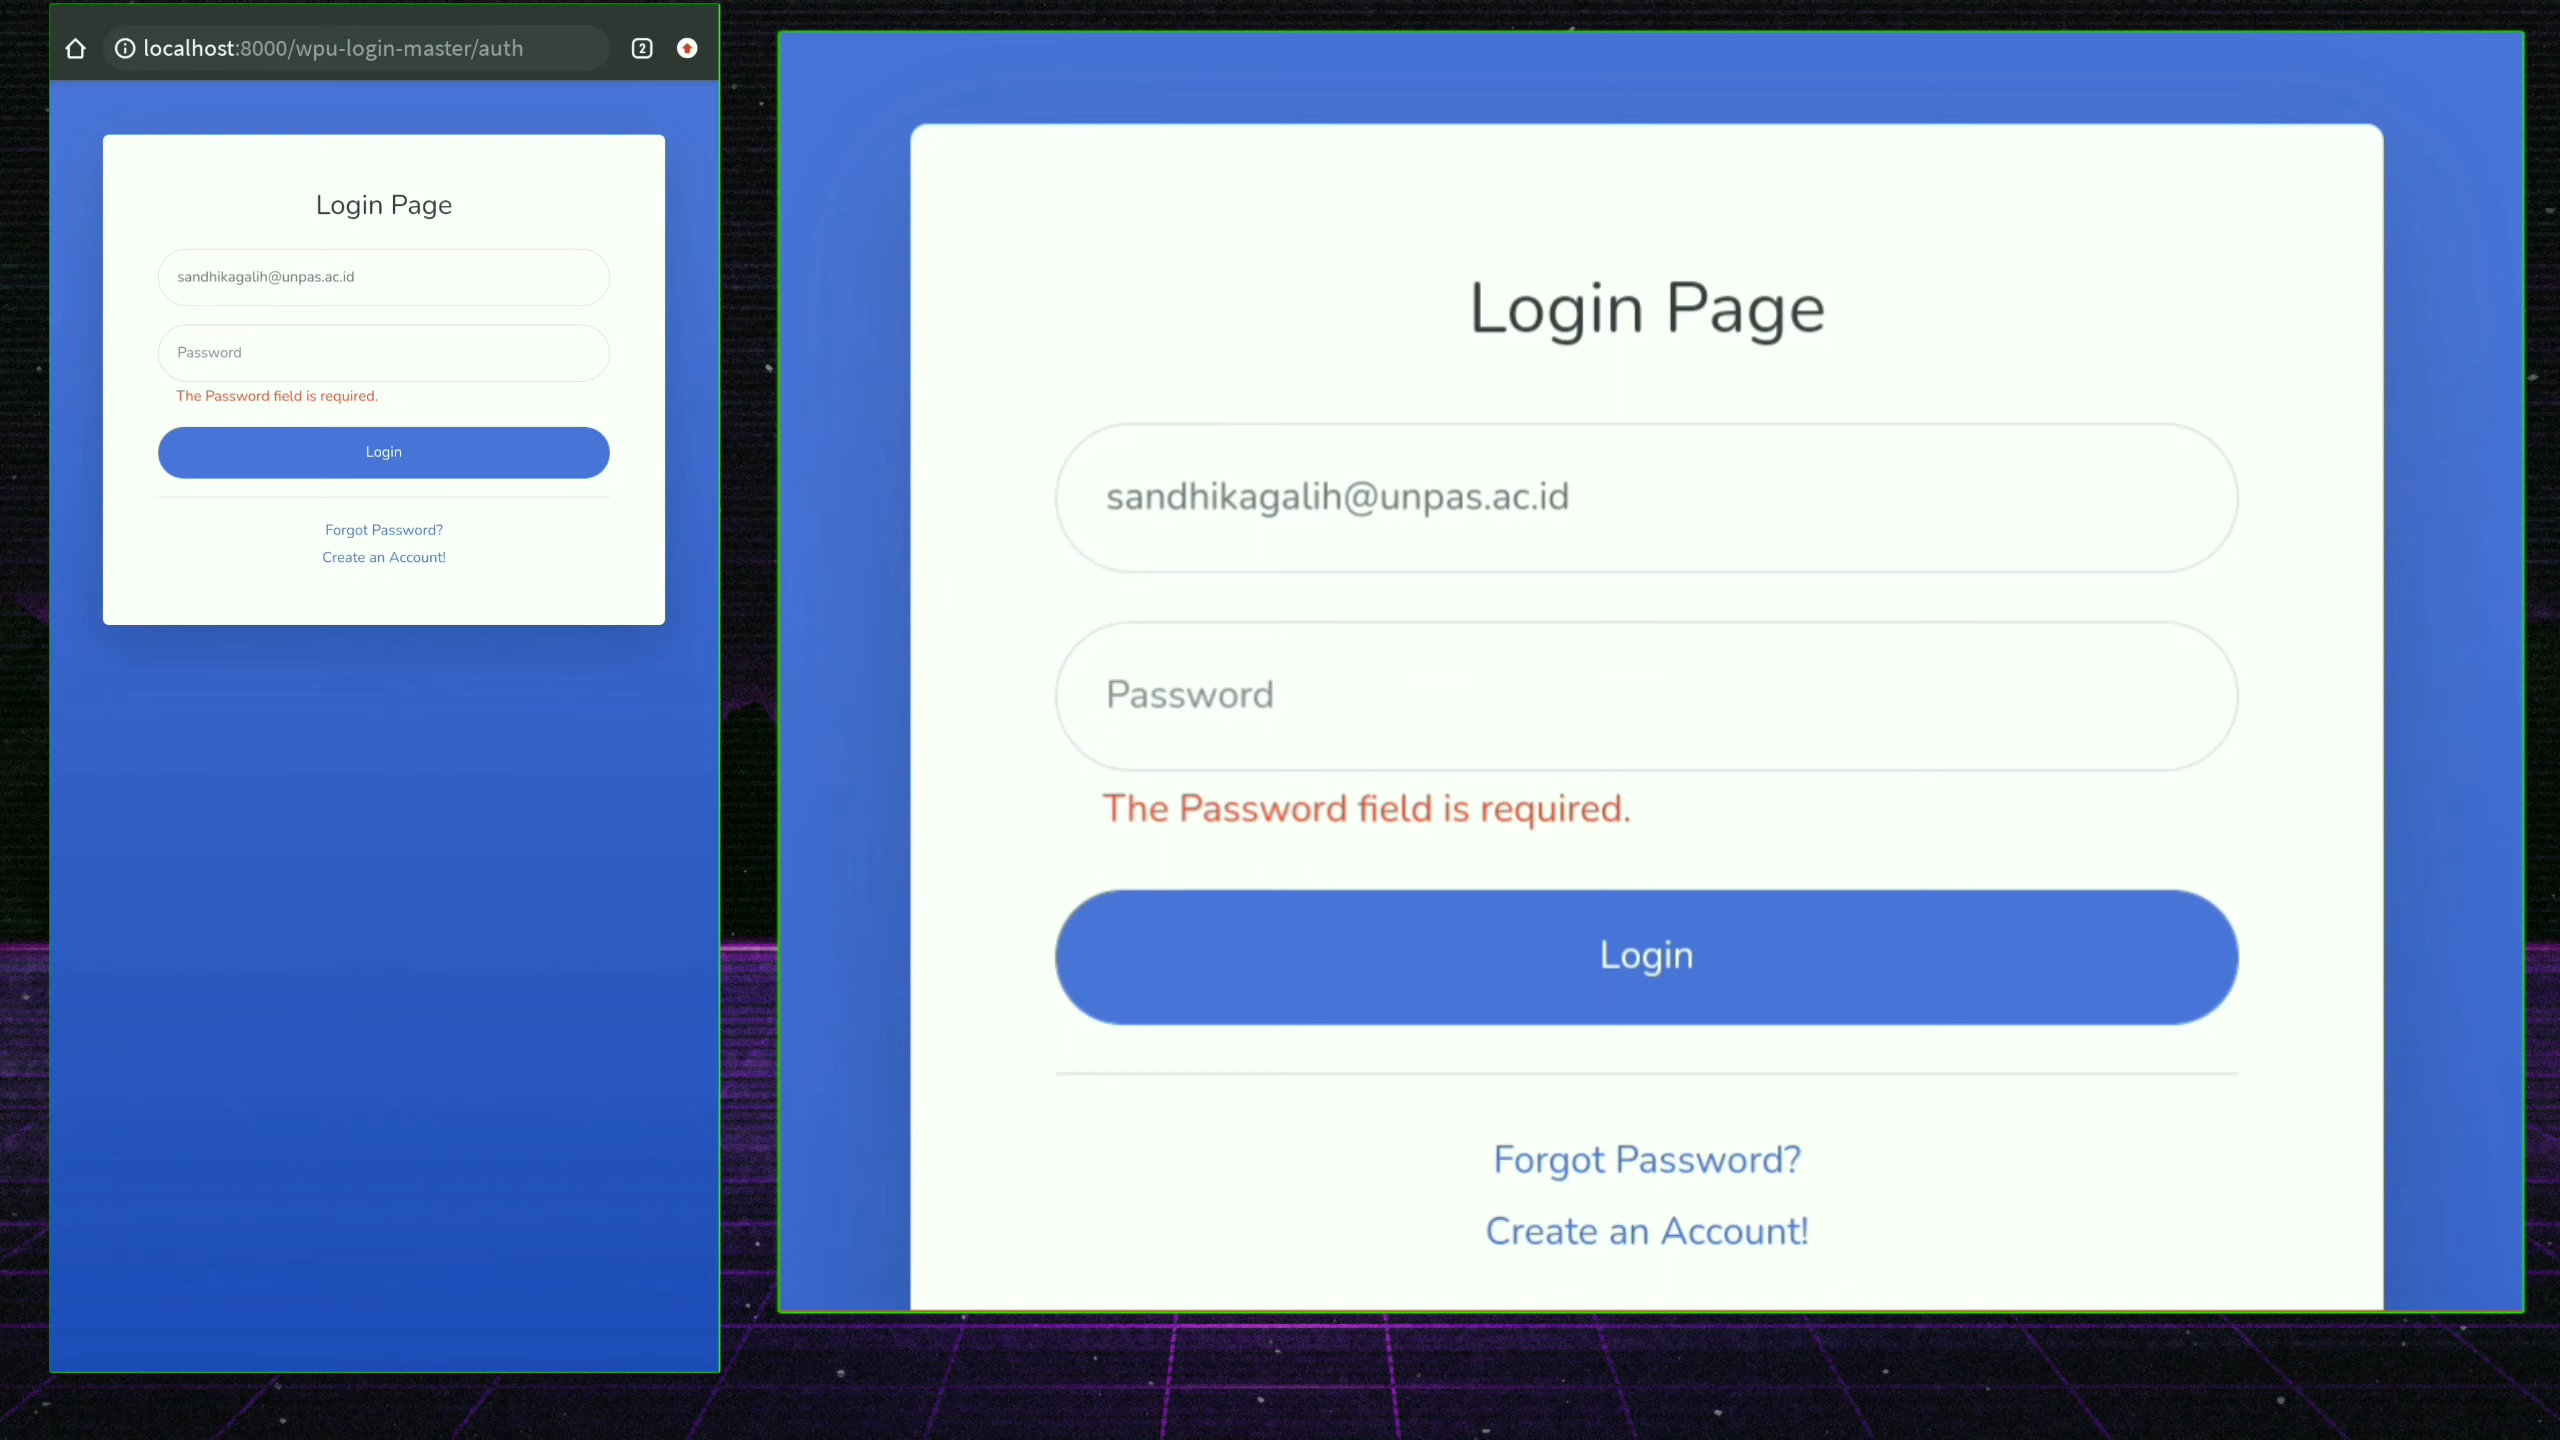 localhost:8000/wpu-login-master/auth
2
Login Page
sandhikagalih@unpas.ac.id
Password
The Password field is required.
Login
Forgot Password?
Create an Account!
Login Page
sandhikagalih@unpas.ac.id
Password
The Password field is required.
Login
Forgot Password?
Create an Account!